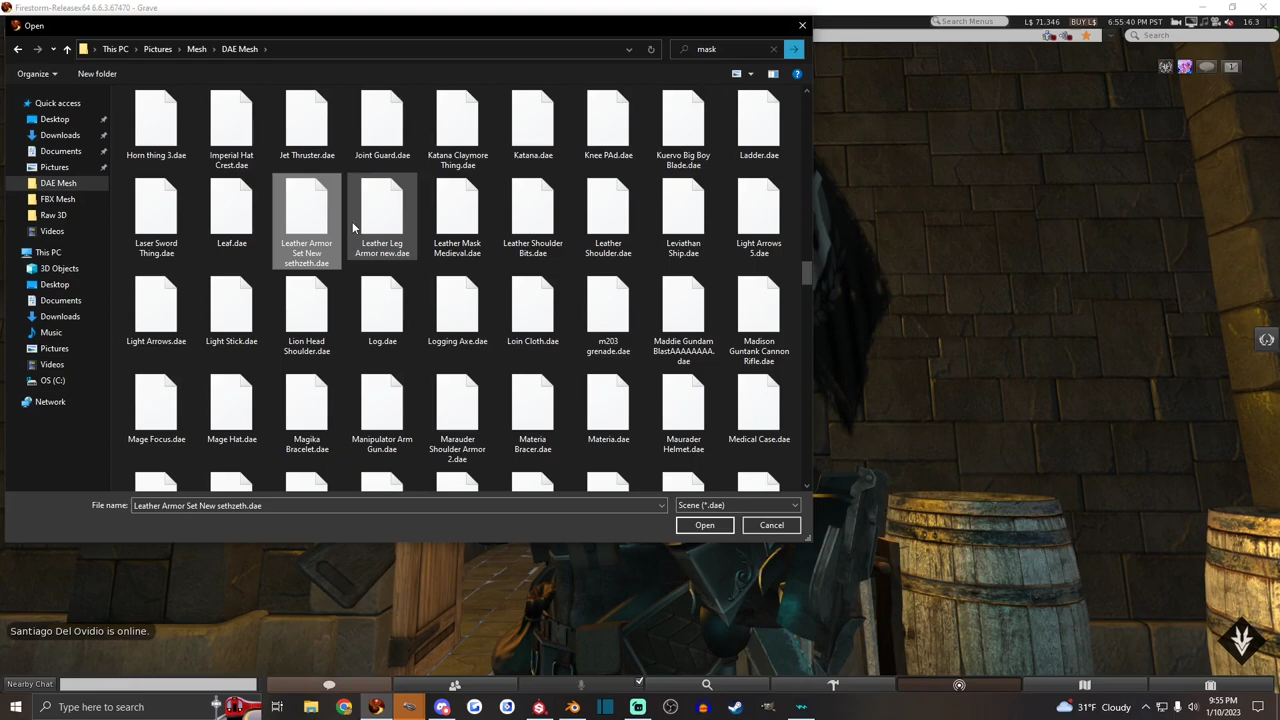 Firestorm-Releasex64 6.6.3.67470 - Grave
Open
This PC > Pictures > Mesh > DAE Mesh >
mask
Search Menus
L$ 71,346
BUY L$
6:55:40 PM PST
16.3
Search
Organize
New folder
Quick access
Desktop
Downloads
Documents
Pictures
DAE Mesh
FBX Mesh
Raw 3D
Videos
This PC
3D Objects
Desktop
Documents
Downloads
Music
Pictures
Videos
OS (C:)
Network
Horn thing 3.dae
Imperial Hat
Crest.dae
Jet Thruster.dae
Joint Guard.dae
Katana Claymore
Thing.dae
Katana.dae
Knee PAd.dae
Kuervo Big Boy
Blade.dae
Ladder.dae
Laser Sword
Thing.dae
Leaf.dae
Leather Armor
Set New
sethzeth.dae
Leather Leg
Armor new.dae
Leather Mask
Medieval.dae
Leather Shoulder
Bits.dae
Leather
Shoulder.dae
Leviathan
Ship.dae
Light Arrows
5.dae
Light Arrows.dae
Light Stick.dae
Lion Head
Shoulder.dae
Log.dae
Logging Axe.dae
Loin Cloth.dae
m203
grenade.dae
Maddie Gundam
BlastAAAAAAAA.
dae
Madison
Guntank Cannon
Rifle.dae
Mage Focus.dae
Mage Hat.dae
Magika
Bracelet.dae
Manipulator Arm
Gun.dae
Marauder
Shoulder Armor
2.dae
Materia
Bracer.dae
Materia.dae
Maurader
Helmet.dae
Medical Case.dae
File name:
Leather Armor Set New sethzeth.dae
Scene (*.dae)
Open
Cancel
Santiago Del Ovidio is online.
Nearby Chat
Type here to search
31°F Cloudy
9:55 PM
1/10/2023